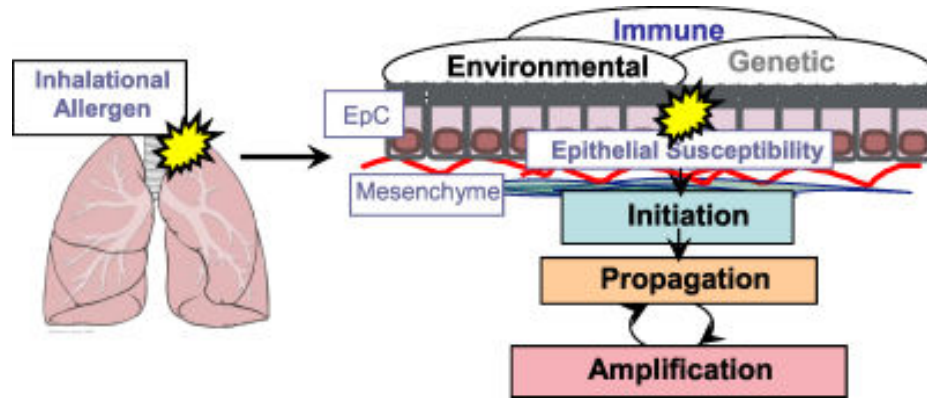 Inhalational
Allergen
Immune
Environmental
Genetic
EpC
Epithelial Susceptibility
Mesenchyme
Initiation
Propagation
Amplification